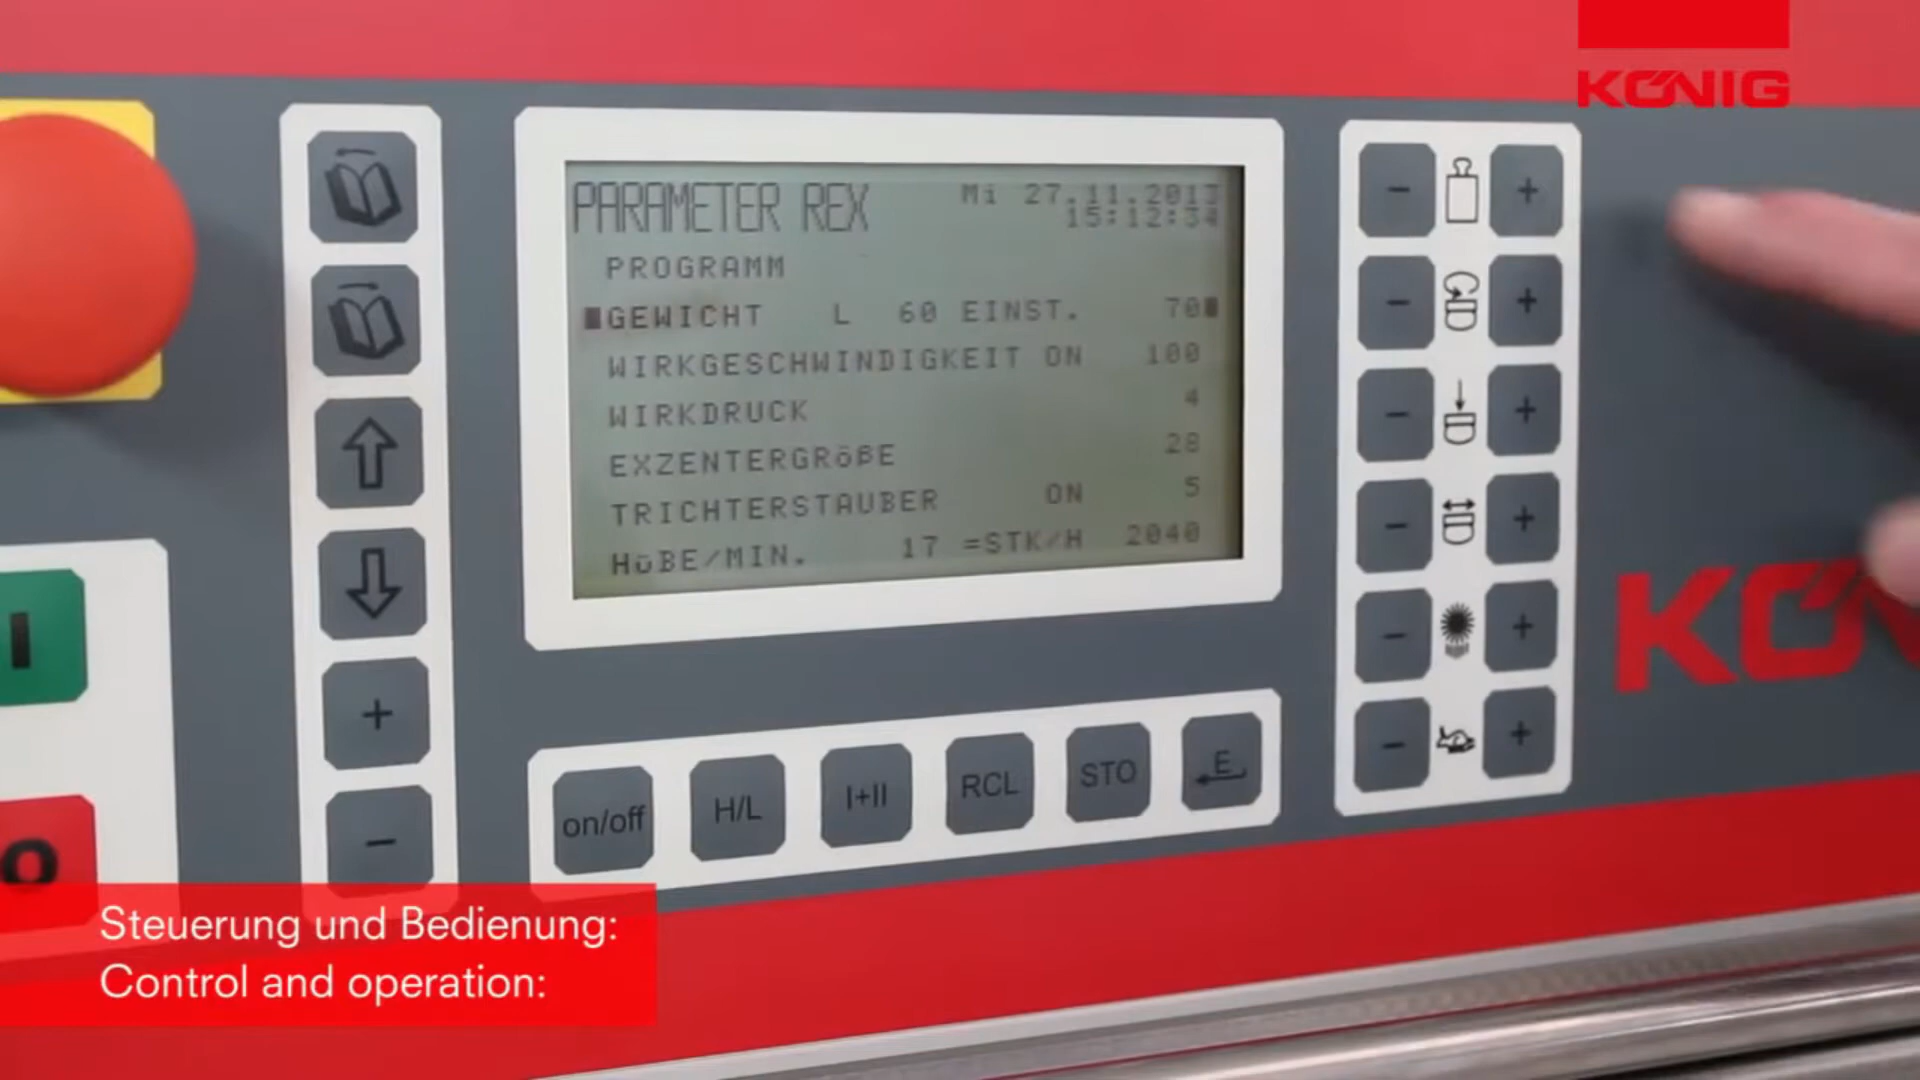 KÖNIG
PARAMETER REX Mi 27.11.2013
15:12:34
PROGRAMM
GEWICHT L 60 EINST. 70
WIRKGESCHWINDIGKEIT ON 100
WIRKDRUCK 4
EXZENTERGRößE 28
TRICHTERSTAUBER ON 5
HüBE/MIN. 17 =STK/H 2040
- +
- +
- +
- +
- +
- +
+
-
on/off H/L I+II RCL STO E
I
O
KÖN
Steuerung und Bedienung:
Control and operation: